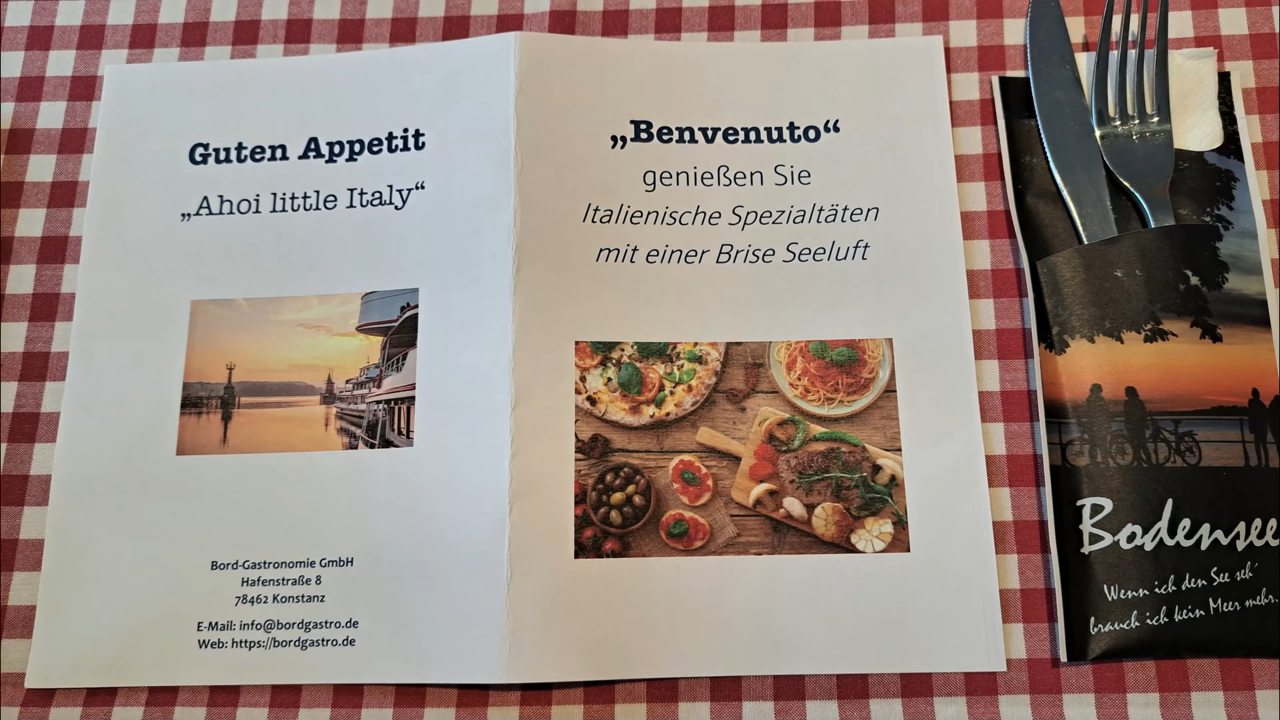 Guten Appetit
„Ahoi little Italy“
Bord-Gastronomie GmbH
Hafenstraße 8
78462 Konstanz
E-Mail: info@bordgastro.de
Web: https://bordgastro.de
„Benvenuto“
genießen Sie
Italienische Spezialtäten
mit einer Brise Seeluft
Bodensee
Wenn ich den See seh'
brauch ich kein Meer mehr.